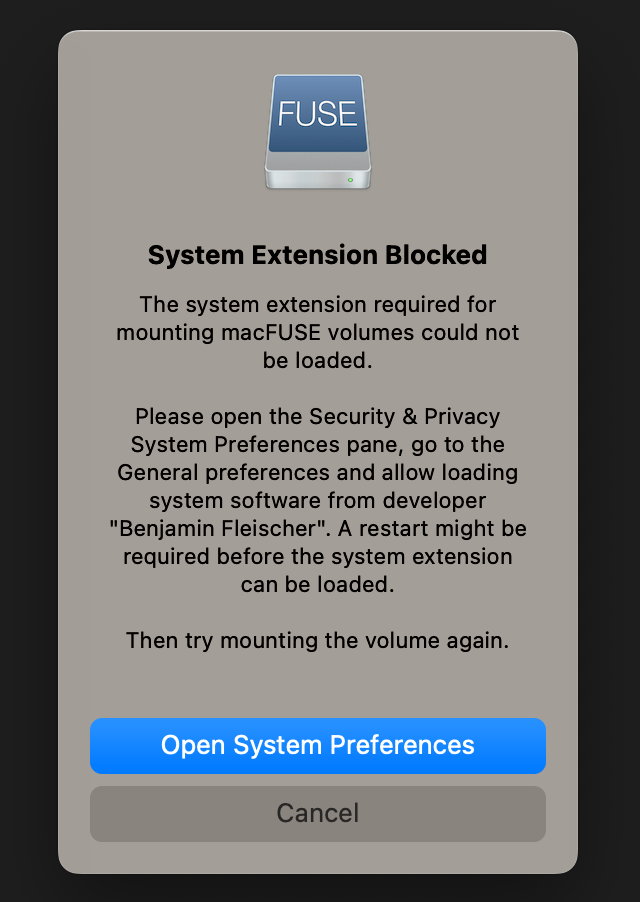 FUSE
System Extension Blocked
The system extension required for
mounting macFUSE volumes could not
be loaded.
Please open the Security & Privacy
System Preferences pane, go to the
General preferences and allow loading
system software from developer
"Benjamin Fleischer". A restart might be
required before the system extension
can be loaded.
Then try mounting the volume again.
Open System Preferences
Cancel